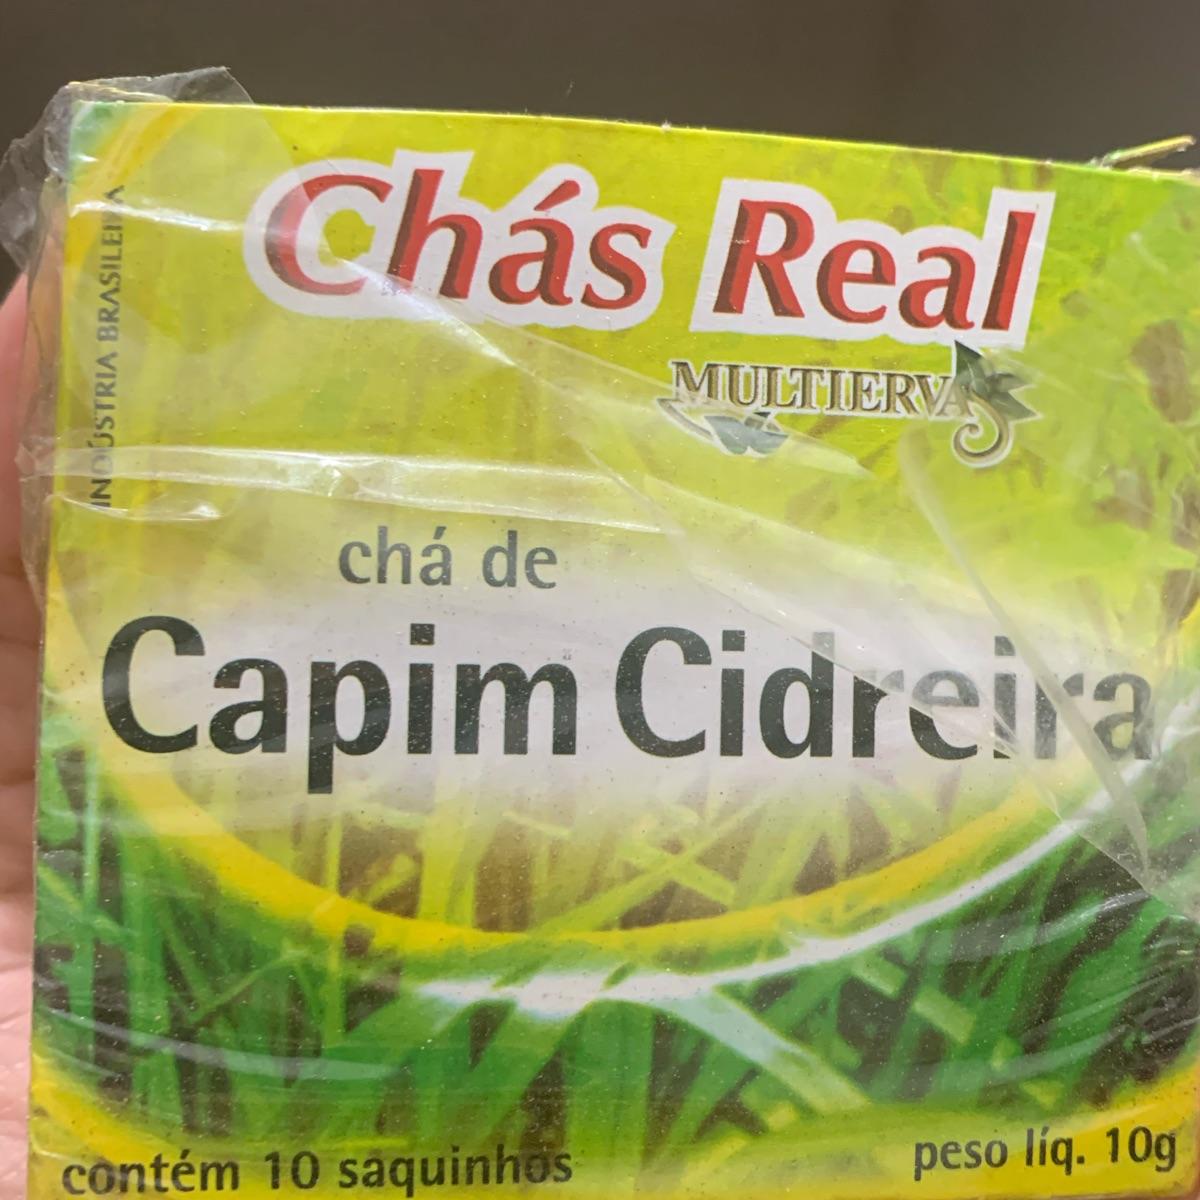 Chás Real
MULTIERVAS
INDÚSTRIA BRASILEIRA
chá de
Capim Cidreira
contém 10 saquinhos
peso líq. 10g